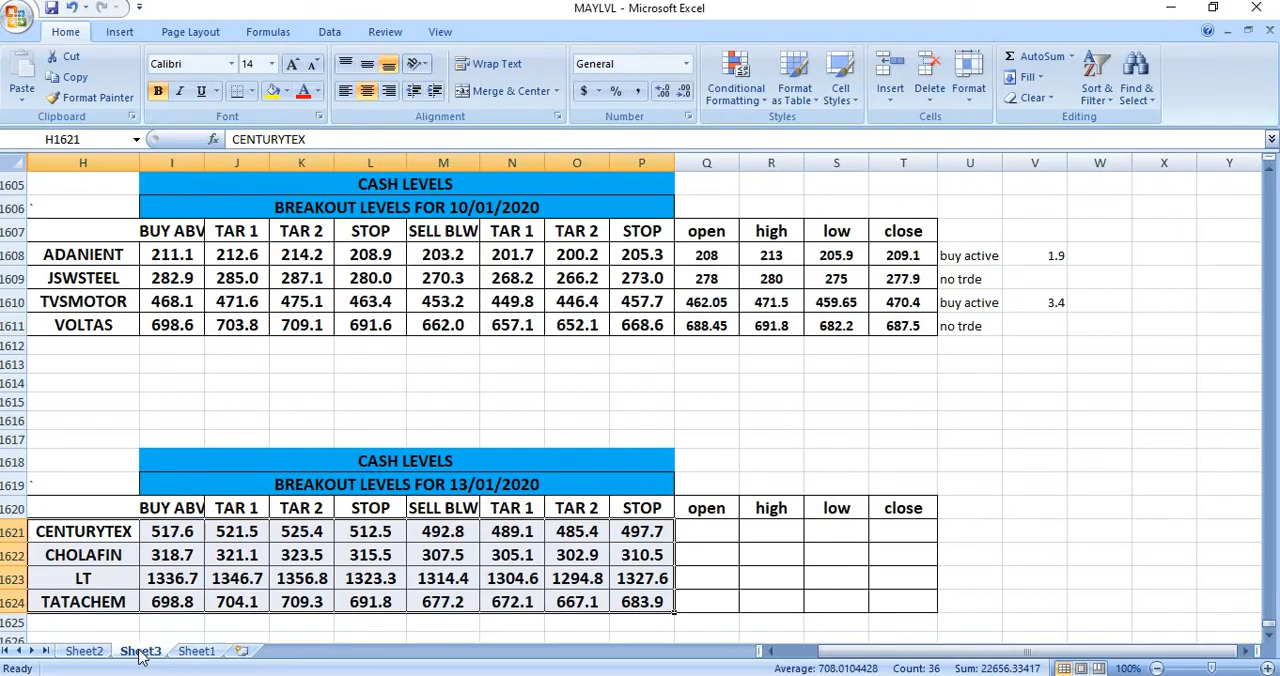 MAYLVL - Microsoft Excel
Home Insert Page Layout Formulas Data Review View
Cut
Copy
Format Painter
Paste
Calibri 14
B I U
Wrap Text
Merge & Center
General
$ % ,
Conditional Formatting
Format as Table
Cell Styles
Insert
Delete
Format
AutoSum
Fill
Clear
Sort & Filter
Find & Select
Clipboard Font Alignment Number Styles Cells Editing
H1621 fx CENTURYTEX
H I J K L M N O P Q R S T U V W X Y
1605 CASH LEVELS
1606 ` BREAKOUT LEVELS FOR 10/01/2020
1607 BUY ABV TAR 1 TAR 2 STOP SELL BLW TAR 1 TAR 2 STOP open high low close
1608 ADANIENT 211.1 212.6 214.2 208.9 203.2 201.7 200.2 205.3 208 213 205.9 209.1 buy active 1.9
1609 JSWSTEEL 282.9 285.0 287.1 280.0 270.3 268.2 266.2 273.0 278 280 275 277.9 no trde
1610 TVSMOTOR 468.1 471.6 475.1 463.4 453.2 449.8 446.4 457.7 462.05 471.5 459.65 470.4 buy active 3.4
1611 VOLTAS 698.6 703.8 709.1 691.6 662.0 657.1 652.1 668.6 688.45 691.8 682.2 687.5 no trde
1612
1613
1614
1615
1616
1617
1618 CASH LEVELS
1619 ` BREAKOUT LEVELS FOR 13/01/2020
1620 BUY ABV TAR 1 TAR 2 STOP SELL BLW TAR 1 TAR 2 STOP open high low close
1621 CENTURYTEX 517.6 521.5 525.4 512.5 492.8 489.1 485.4 497.7
1622 CHOLAFIN 318.7 321.1 323.5 315.5 307.5 305.1 302.9 310.5
1623 LT 1336.7 1346.7 1356.8 1323.3 1314.4 1304.6 1294.8 1327.6
1624 TATACHEM 698.8 704.1 709.3 691.8 677.2 672.1 667.1 683.9
1625
1626
Sheet2 Sheet3 Sheet1
Ready Average: 708.0104428 Count: 36 Sum: 22656.33417 100%